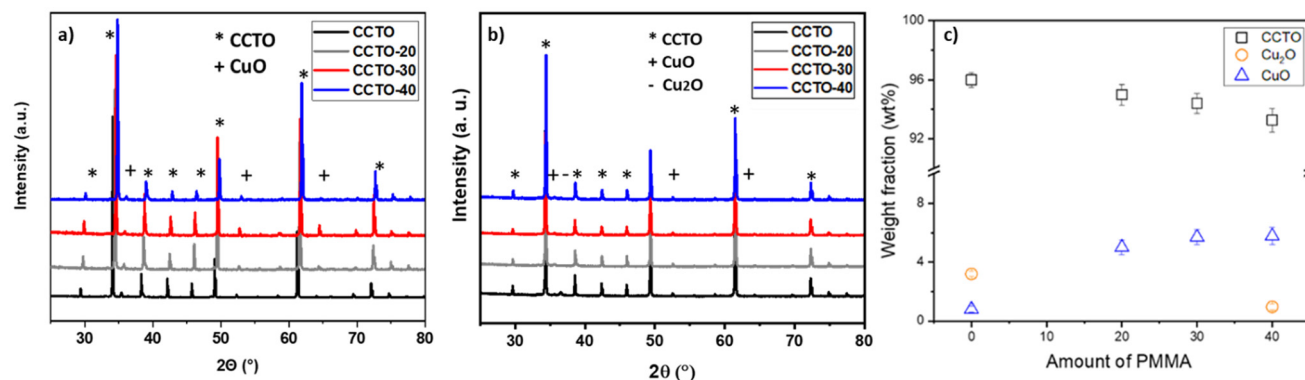 a)
* CCTO
+ CuO
CCTO
CCTO-20
CCTO-30
CCTO-40
*
*
*
* + * * * + + *
Intensity (a.u.)
25 30 40 50 60 70 80
2Θ (°)
b)
* CCTO
+ CuO
- Cu2O
CCTO
CCTO-20
CCTO-30
CCTO-40
*
*
* + - * * * + + *
Intensity (a. u.)
30 40 50 60 70 80
2θ (°)
c)
CCTO
Cu₂O
CuO
Weight fraction (wt%)
100
96
92
8
4
0
0 10 20 30 40
Amount of PMMA